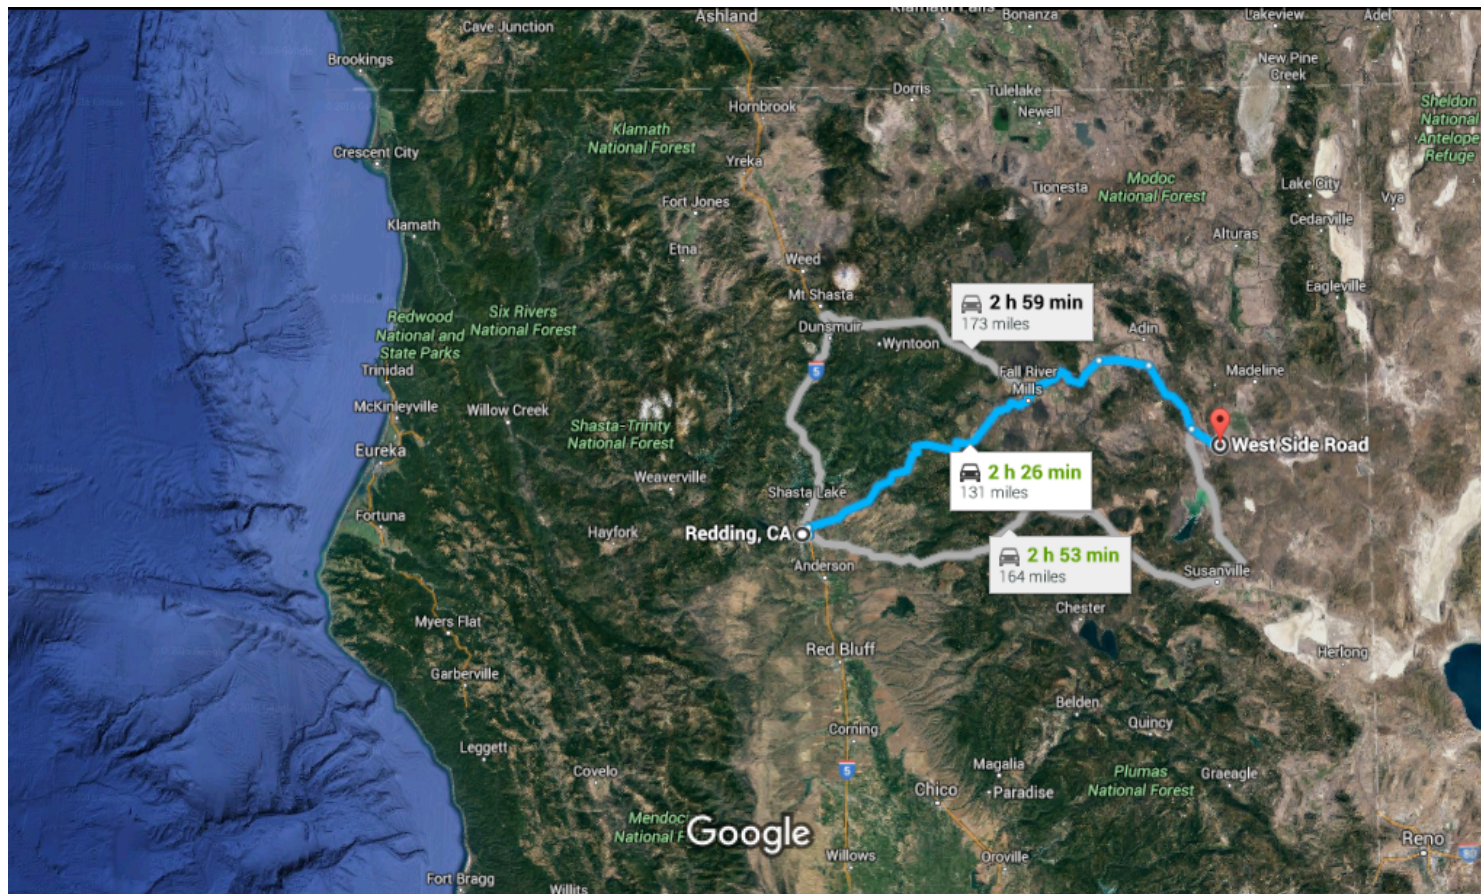 Cave Junction
Ashland
Klamath Falls
Bonanza
Lakeview
Adel
Brookings
New Pine
Creek
Dorris
Tulelake
Newell
Hornbrook
Sheldon
National
Antelope
Refuge
Klamath
National Forest
Crescent City
Yreka
Modoc
National Forest
Tionesta
Lake City
Vya
Fort Jones
Cedarville
Klamath
Etna
Alturas
Weed
Mt Shasta
Eagleville
2 h 59 min
173 miles
Redwood
National and
State Parks
Six Rivers
National Forest
Dunsmuir
Wyntoon
Adin
Trinidad
5
Fall River
Mills
Madeline
McKinleyville
Willow Creek
Shasta-Trinity
National Forest
Eureka
West Side Road
Weaverville
2 h 26 min
131 miles
Shasta Lake
Fortuna
Hayfork
Redding, CA
2 h 53 min
164 miles
Anderson
Susanville
Chester
Myers Flat
Red Bluff
Herlong
Garberville
Belden
Quincy
Corning
Leggett
Covelo
5
Magalia
Paradise
Plumas
National Forest
Graeagle
Chico
Mendoci
National F
Google
Reno
Willows
Oroville
Fort Bragg
Willits